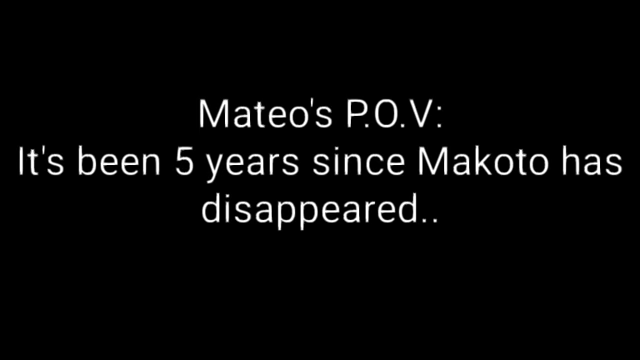 Mateo's P.O.V:
It's been 5 years since Makoto has
disappeared..